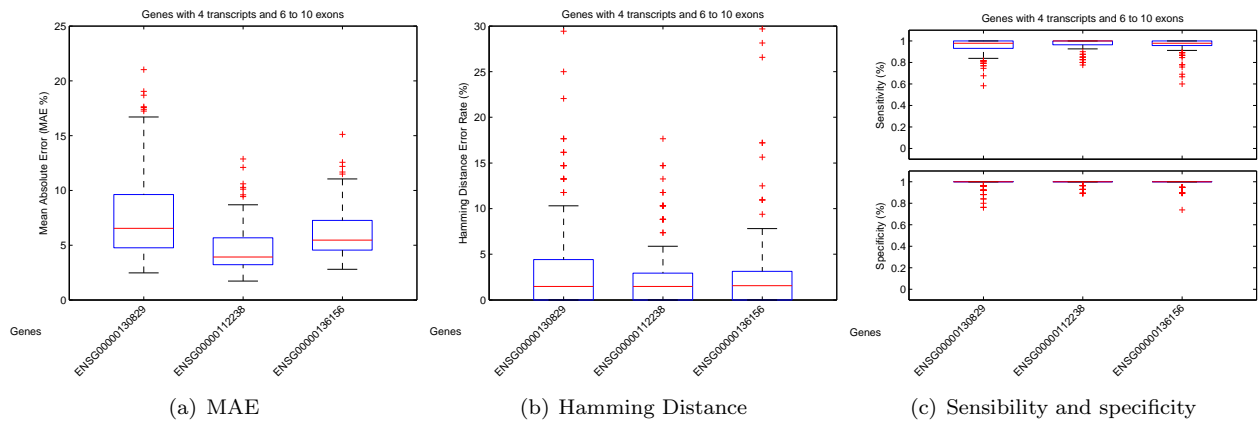 Genes with 4 transcripts and 6 to 10 exons
25
20
15
10
5
0
Mean Absolute Error (MAE %)
Genes
ENSG00000130829
ENSG00000112238
ENSG00000136156
(a) MAE
Genes with 4 transcripts and 6 to 10 exons
30
25
20
15
10
5
0
Hamming Distance Error Rate (%)
Genes
ENSG00000130829
ENSG00000112238
ENSG00000136156
(b) Hamming Distance
Genes with 4 transcripts and 6 to 10 exons
1
0.8
0.6
0.4
0.2
0
Sensitivity (%)
1
0.8
0.6
0.4
0.2
0
Specificity (%)
Genes
ENSG00000130829
ENSG00000112238
ENSG00000136156
(c) Sensibility and specificity